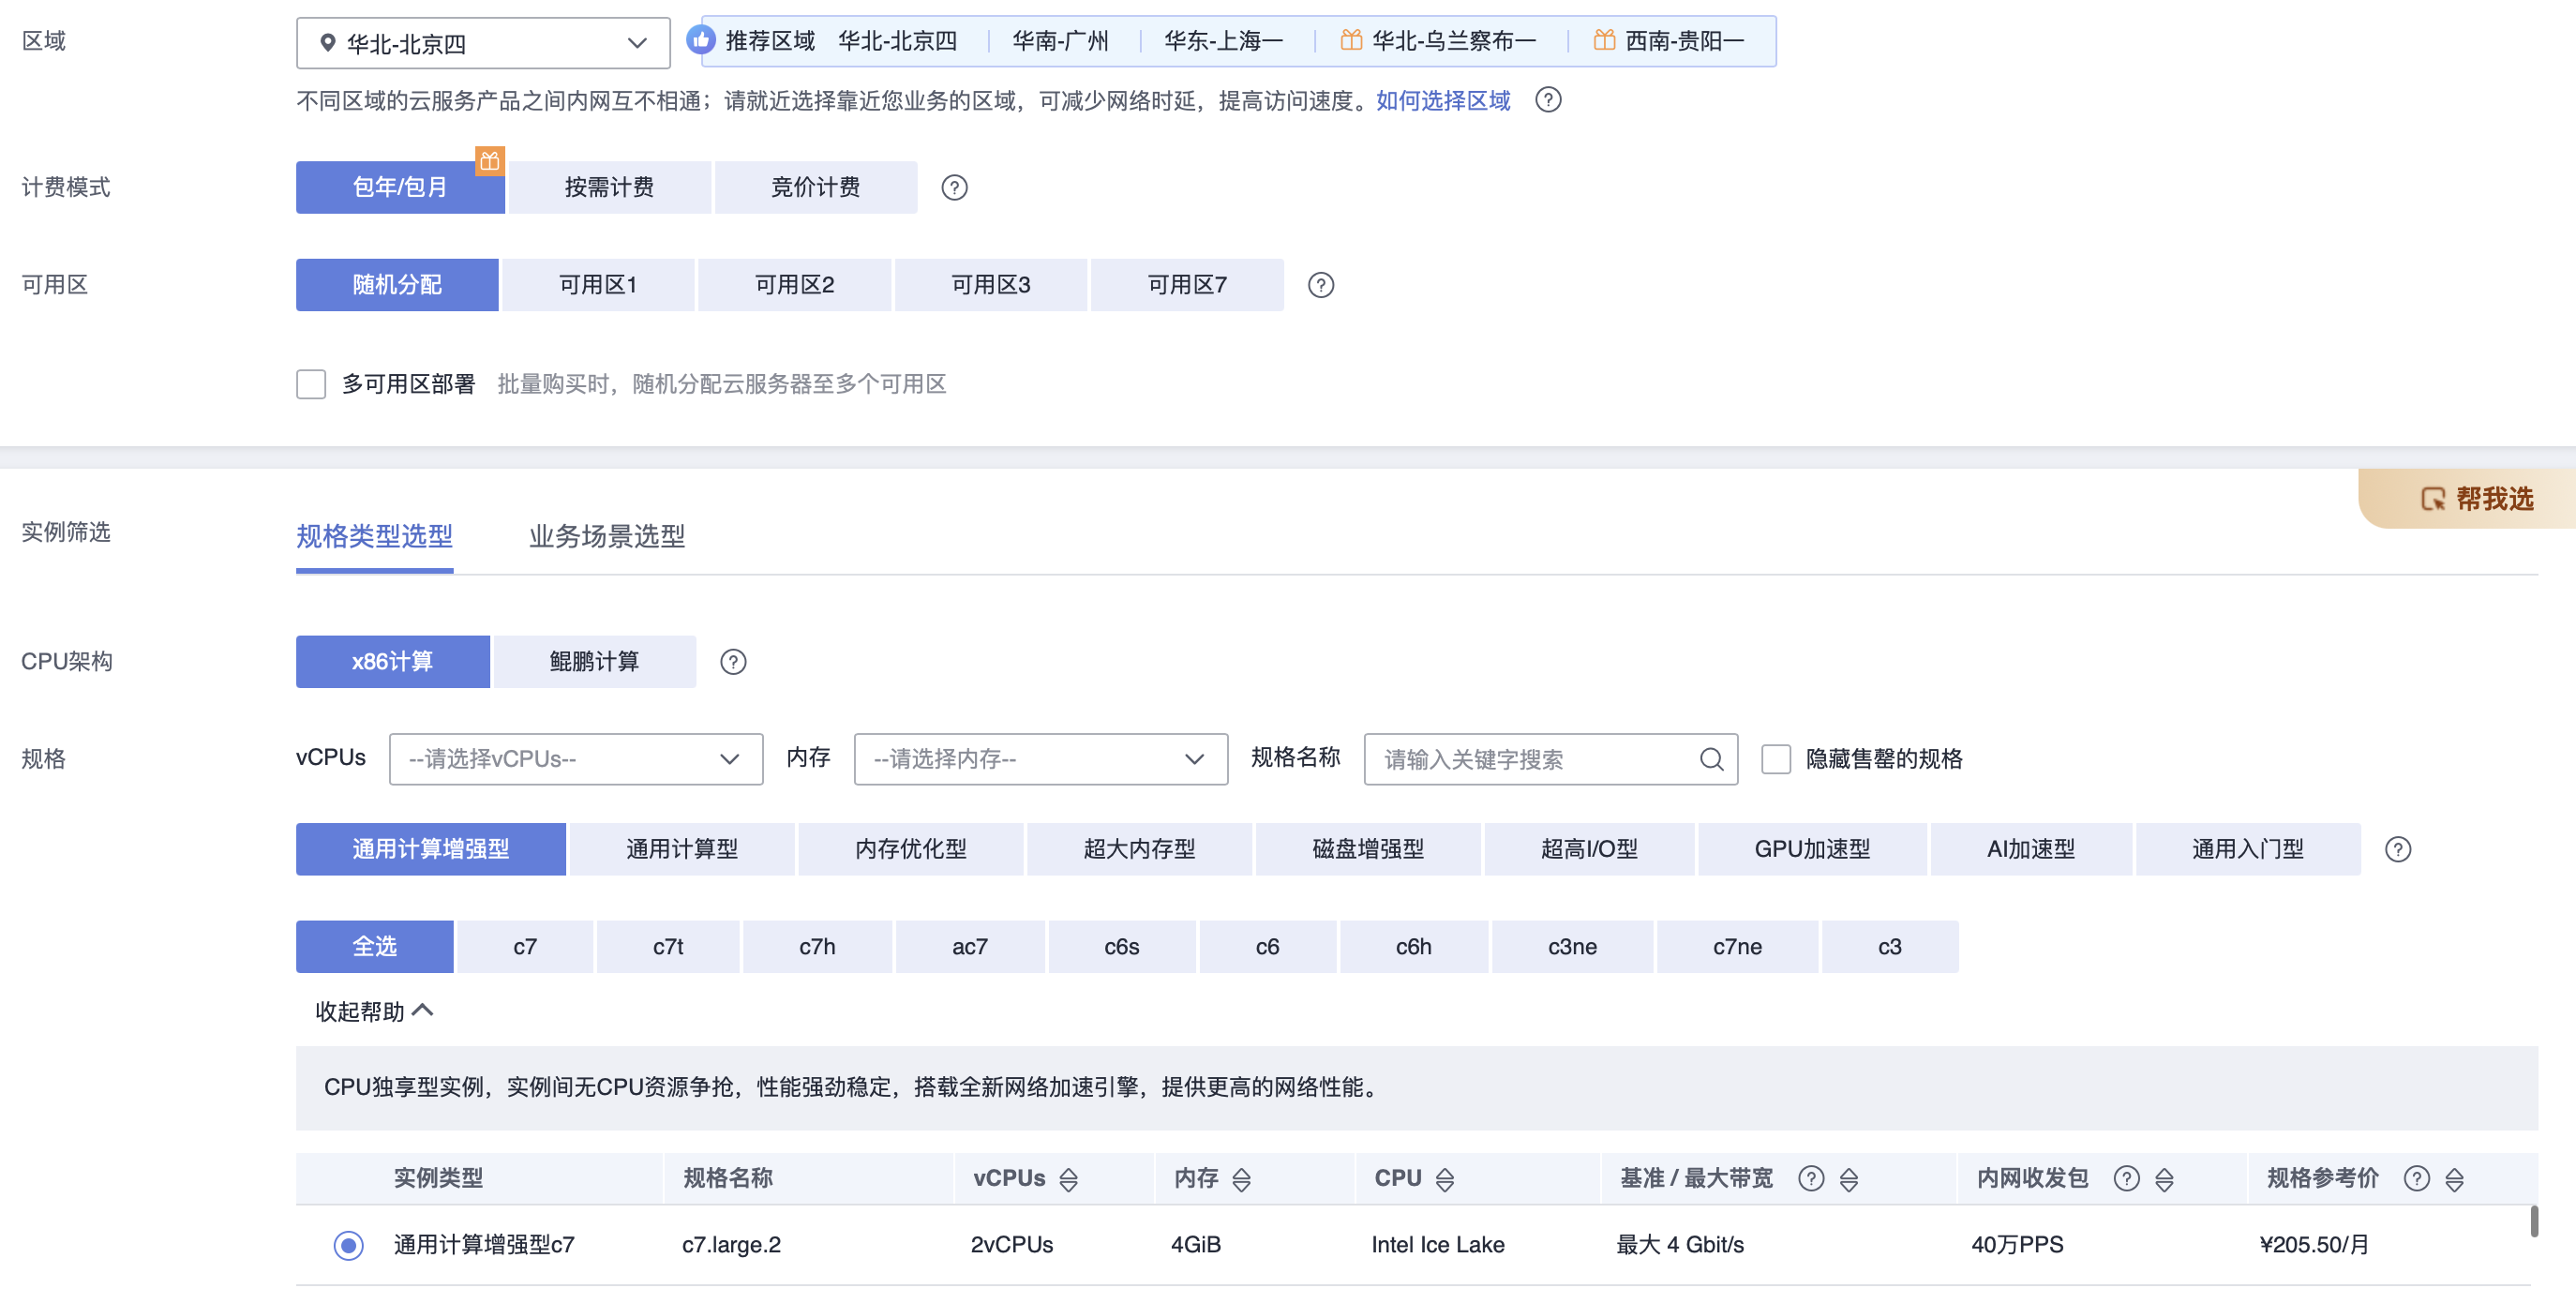 区域 华北-北京四 推荐区域 华北-北京四 华南-广州 华东-上海一 华北-乌兰察布一 西南-贵阳一
不同区域的云服务产品之间内网互不相通；请就近选择靠近您业务的区域，可减少网络时延，提高访问速度。如何选择区域 ?
计费模式 包年/包月 按需计费 竞价计费 ?
可用区 随机分配 可用区1 可用区2 可用区3 可用区7 ?
多可用区部署 批量购买时，随机分配云服务器至多个可用区
帮我选
实例筛选 规格类型选型 业务场景选型
CPU架构 x86计算 鲲鹏计算 ?
规格 vCPUs --请选择vCPUs-- 内存 --请选择内存-- 规格名称 请输入关键字搜索 隐藏售罄的规格
通用计算增强型 通用计算型 内存优化型 超大内存型 磁盘增强型 超高I/O型 GPU加速型 AI加速型 通用入门型 ?
全选 c7 c7t c7h ac7 c6s c6 c6h c3ne c7ne c3
收起帮助
CPU独享型实例，实例间无CPU资源争抢，性能强劲稳定，搭载全新网络加速引擎，提供更高的网络性能。
实例类型 规格名称 vCPUs 内存 CPU 基准 / 最大带宽 ? 内网收发包 ? 规格参考价 ?
通用计算增强型c7 c7.large.2 2vCPUs 4GiB Intel Ice Lake 最大 4 Gbit/s 40万PPS ¥205.50/月